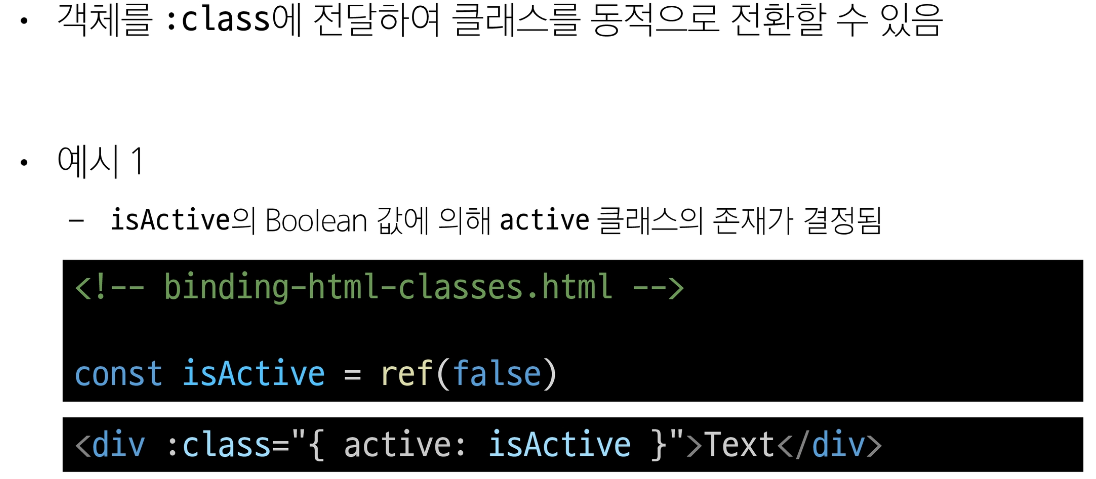 • 객체를 :class에 전달하여 클래스를 동적으로 전환할 수 있음
• 예시 1
– isActive의 Boolean 값에 의해 active 클래스의 존재가 결정됨
<!-- binding-html-classes.html -->
const isActive = ref(false)
<div :class="{ active: isActive }">Text</div>